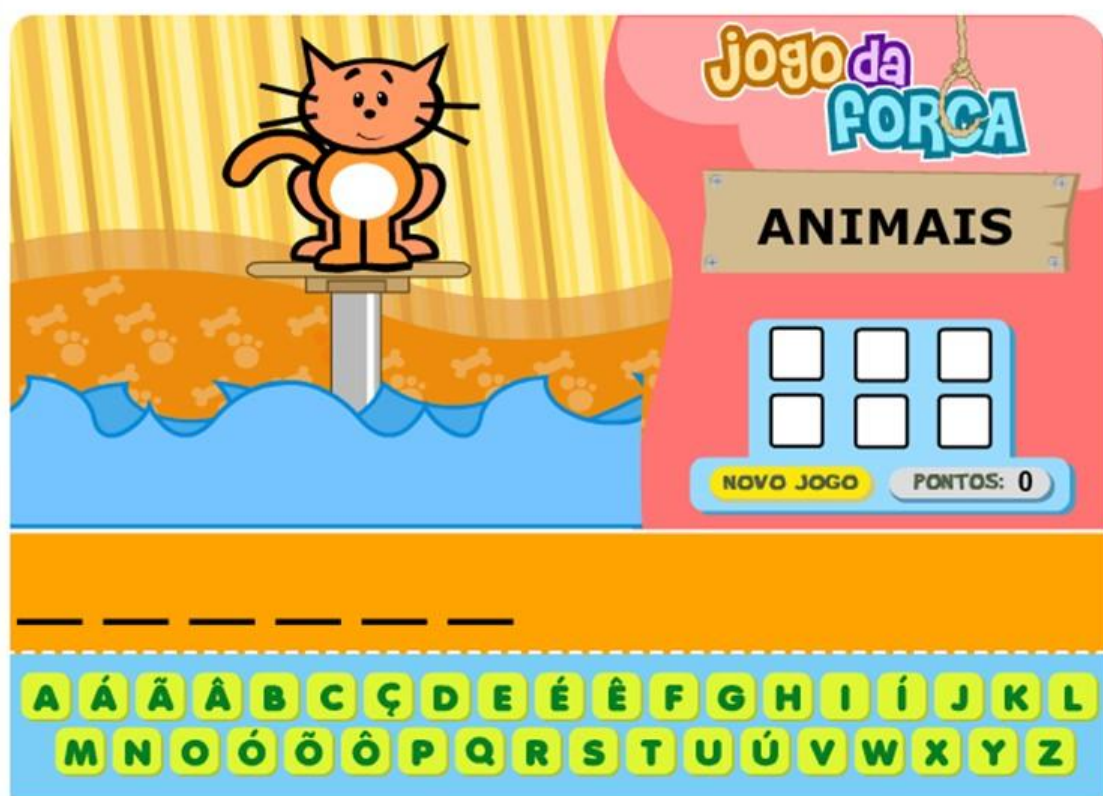 jogo da
FORCA
ANIMAIS
NOVO JOGO PONTOS: 0
A Á Ã Â B C Ç D E É Ê F G H I Í J K L
M N O Ó Õ Ô P Q R S T U Ú V W X Y Z